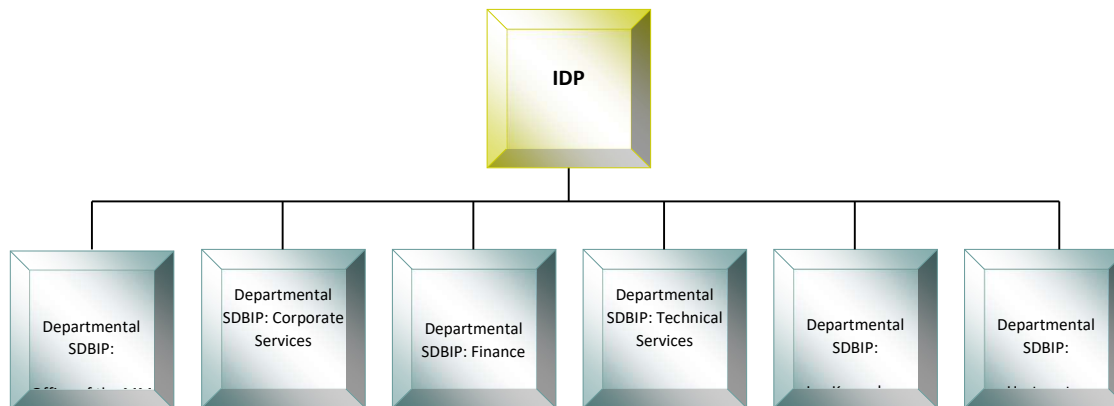 IDP
Departmental
SDBIP:
Departmental
SDBIP: Corporate
Services
Departmental
SDBIP: Finance
Departmental
SDBIP: Technical
Services
Departmental
SDBIP:
Departmental
SDBIP: